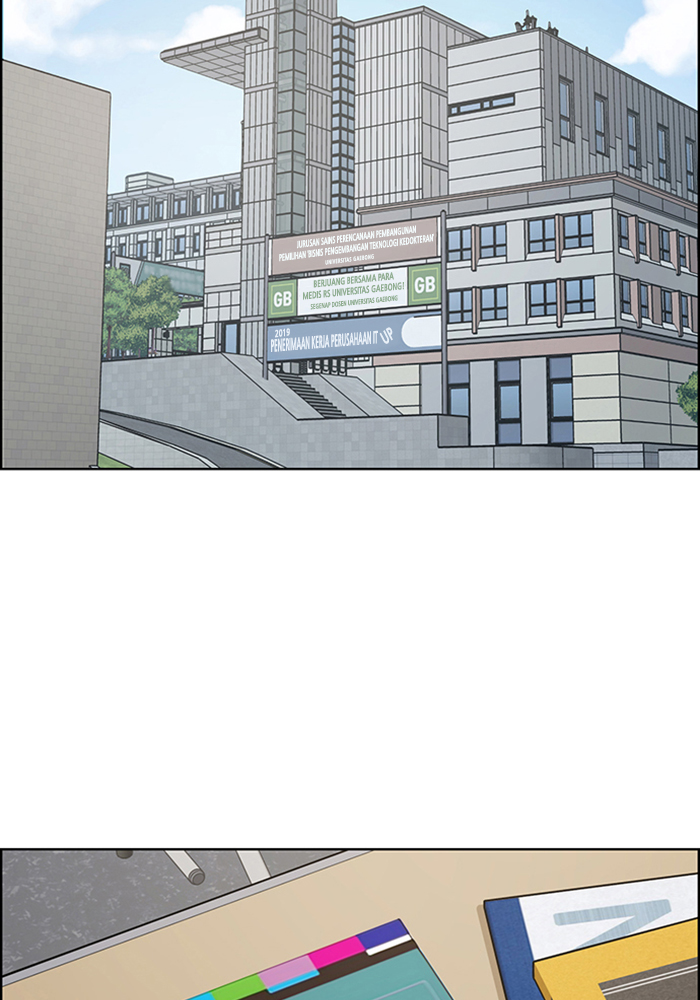 JURUSAN SAINS PERENCANAAN PEMBANGUNAN
PEMILIHAN 'BISNIS PENGEMBANGAN TEKNOLOGI KEDOKTERAN'
UNIVERSITAS GAEBONG
GB
BERJUANG BERSAMA PARA
MEDIS RS UNIVERSITAS GAEBONG!
SEGENAP DOSEN UNIVERSITAS GAEBONG
GB
2019
PENERIMAAN KERJA PERUSAHAAN IT UP